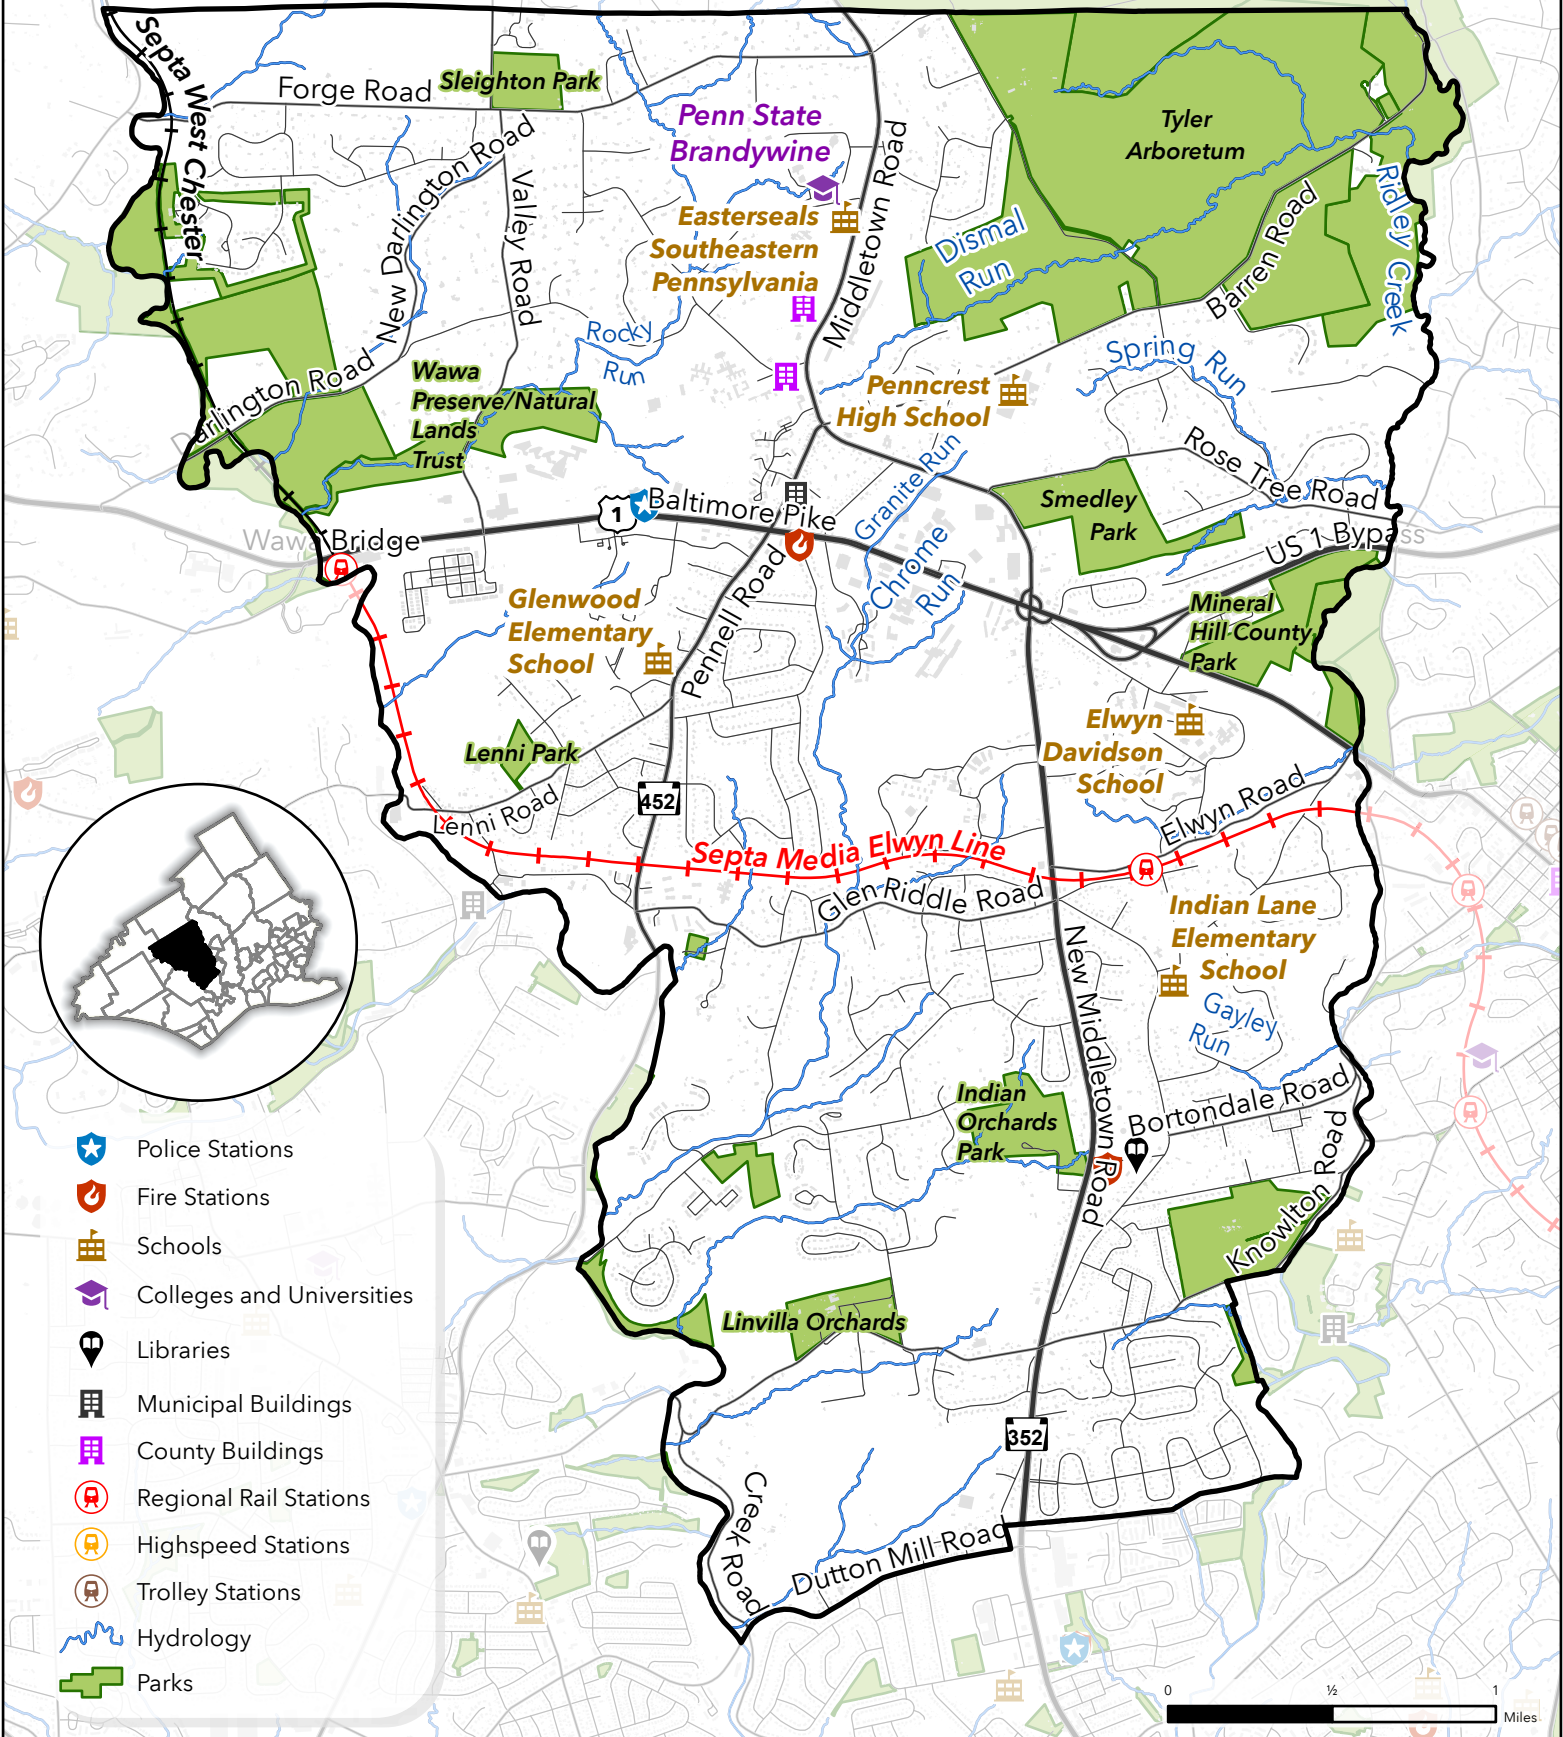 Septa West Chester
Forge Road
Sleighton Park
Penn State
Brandywine
Tyler
Arboretum
New Darlington Road
Valley Road
Middletown Road
Easterseals
Southeastern
Pennsylvania
Dismal
Run
Barren Road
Ridley Creek
Rocky
Run
Spring Run
Darlington Road
Wawa
Preserve/Natural
Lands
Trust
Penncrest
High School
Granite Run
Rose Tree Road
Smedley
Park
1
Baltimore Pike
US 1 Bypass
Wawa Bridge
Chrome
Run
Pennell Road
Glenwood
Elementary
School
Mineral
Hill County
Park
Elwyn
Davidson
School
Lenni Park
452
Lenni Road
Elwyn Road
Septa Media Elwyn Line
Glen Riddle Road
Indian Lane
Elementary
School
New Middletown Road
Gayley
Run
Indian
Orchards
Park
Bortondale Road
Knowlton Road
Linvilla Orchards
352
Creek Road
Dutton Mill Road
Police Stations
Fire Stations
Schools
Colleges and Universities
Libraries
Municipal Buildings
County Buildings
Regional Rail Stations
Highspeed Stations
Trolley Stations
Hydrology
Parks
0 ½ 1
Miles